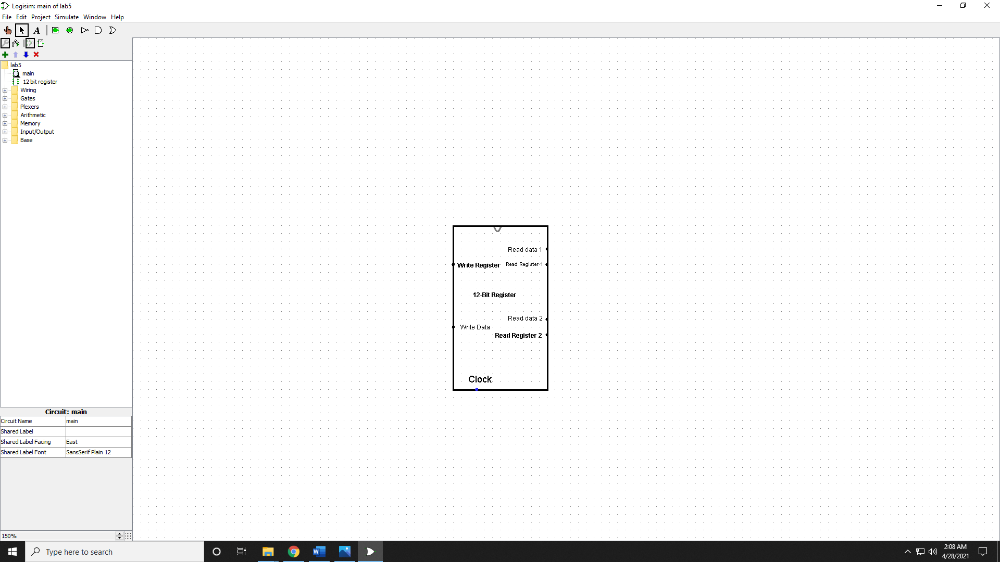 Logisim: main of lab5
File Edit Project Simulate Window Help
A
lab5
main
12 bit register
Wiring
Gates
Plexers
Arithmetic
Memory
Input/Output
Base
Circuit: main
Circuit Name main
Shared Label
Shared Label Facing East
Shared Label Font SansSerif Plain 12
150%
Read data 1
Write Register Read Register 1
12-Bit Register
Read data 2
Write Data
Read Register 2
Clock
Type here to search
W
2:08 AM
4/28/2021